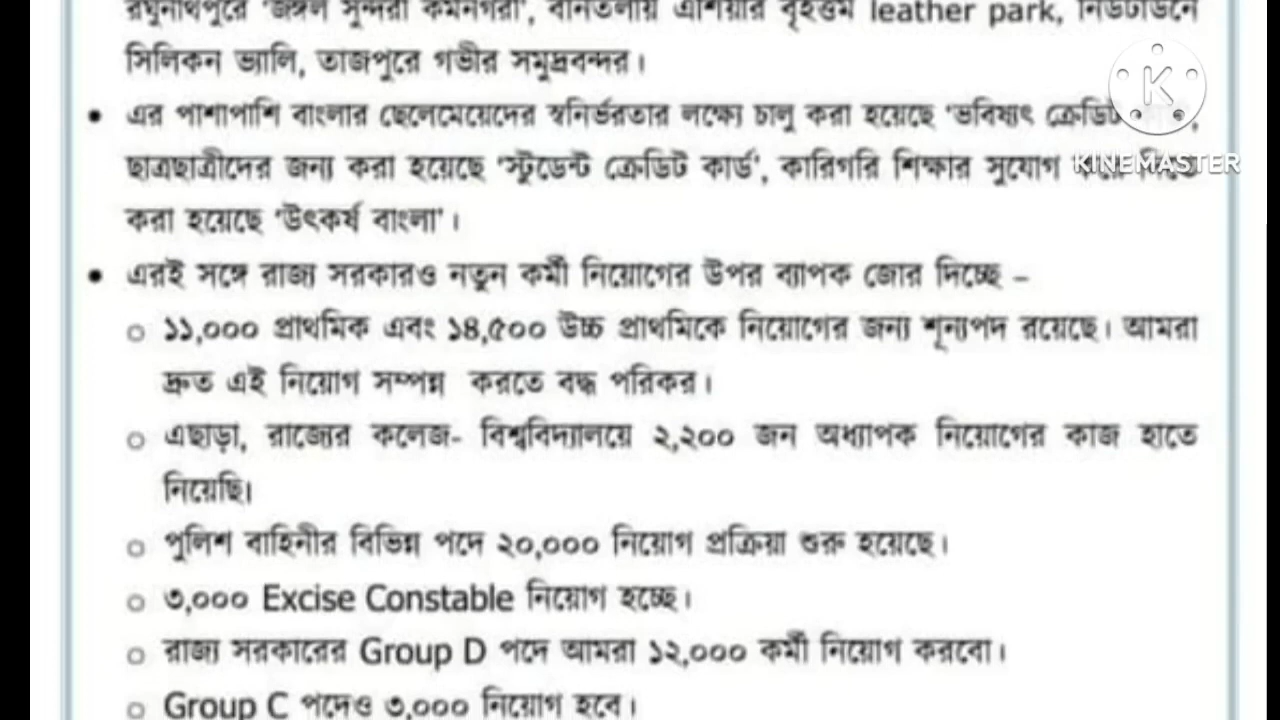 রঘুনাথপুরে 'জঙ্গল সুন্দরী কর্মনগরী', বানতলায় এশিয়ার বৃহত্তম leather park, নিউটাউনে
সিলিকন ভ্যালি, তাজপুরে গভীর সমুদ্রবন্দর।
• এর পাশাপাশি বাংলার ছেলেমেয়েদের স্বনির্ভরতার লক্ষ্যে চালু করা হয়েছে 'ভবিষ্যৎ ক্রেডিট
ছাত্রছাত্রীদের জন্য করা হয়েছে 'স্টুডেন্ট ক্রেডিট কার্ড', কারিগরি শিক্ষার সুযোগ
করা হয়েছে 'উৎকর্ষ বাংলা'।
• এরই সঙ্গে রাজ্য সরকারও নতুন কর্মী নিয়োগের উপর ব্যাপক জোর দিচ্ছে –
o ১১,০০০ প্রাথমিক এবং ১৪,৫০০ উচ্চ প্রাথমিকে নিয়োগের জন্য শূন্যপদ রয়েছে। আমরা
দ্রুত এই নিয়োগ সম্পন্ন করতে বদ্ধ পরিকর।
o এছাড়া, রাজ্যের কলেজ- বিশ্ববিদ্যালয়ে ২,২০০ জন অধ্যাপক নিয়োগের কাজ হাতে
নিয়েছি।
o পুলিশ বাহিনীর বিভিন্ন পদে ২০,০০০ নিয়োগ প্রক্রিয়া শুরু হয়েছে।
o ৩,০০০ Excise Constable নিয়োগ হচ্ছে।
o রাজ্য সরকারের Group D পদে আমরা ১২,০০০ কর্মী নিয়োগ করবো।
o Group C পদেও ৩,০০০ নিয়োগ হবে।
K
KINEMASTER